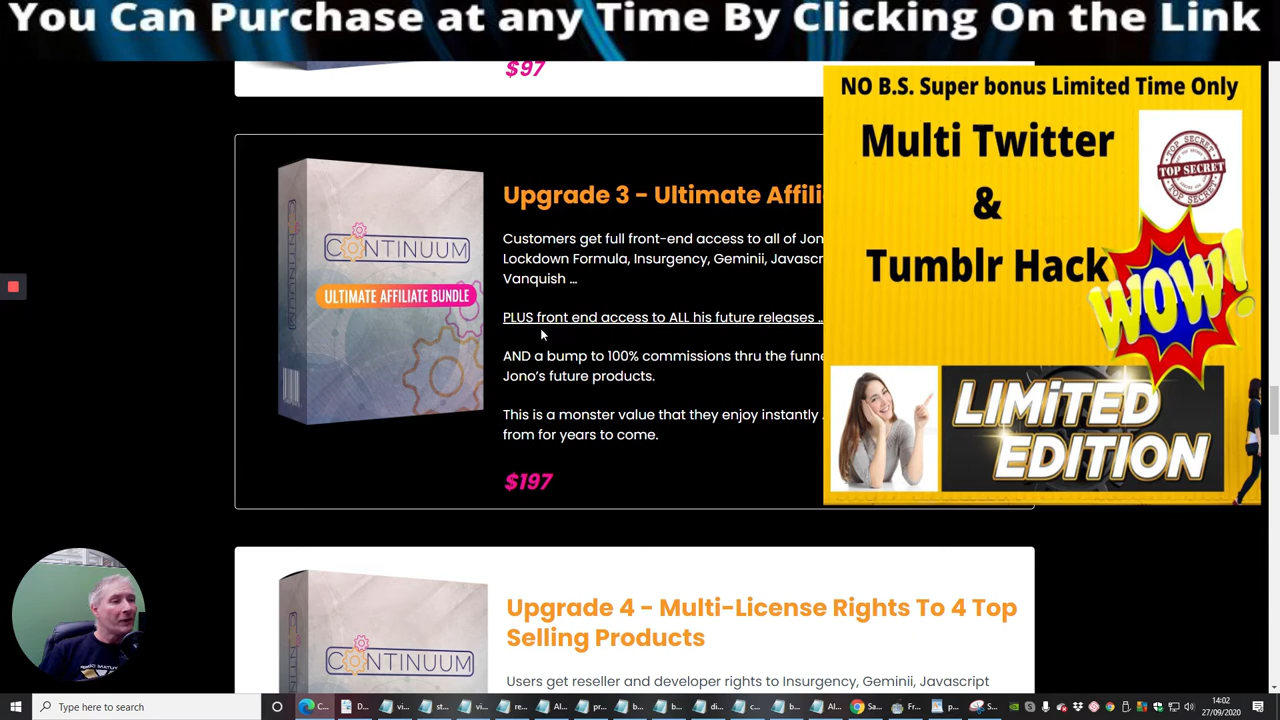 You Can Purchase at any Time By Clicking On the Link
$97
NO B.S. Super bonus Limited Time Only
Multi Twitter
&
Tumblr Hack
TOP SECRET
WOW!
LIMITED
EDITION
CONTINUUM
ULTIMATE AFFILIATE BUNDLE
Upgrade 3 - Ultimate Affili
Customers get full front-end access to all of Jon
Lockdown Formula, Insurgency, Geminii, Javascr
Vanquish ...
PLUS front end access to ALL his future releases ..
AND a bump to 100% commissions thru the funne
Jono's future products.
This is a monster value that they enjoy instantly
from for years to come.
$197
CONTINUUM
Upgrade 4 - Multi-License Rights To 4 Top
Selling Products
Users get reseller and developer rights to Insurgency, Geminii, Javascript
Type here to search
14:02
27/09/2020